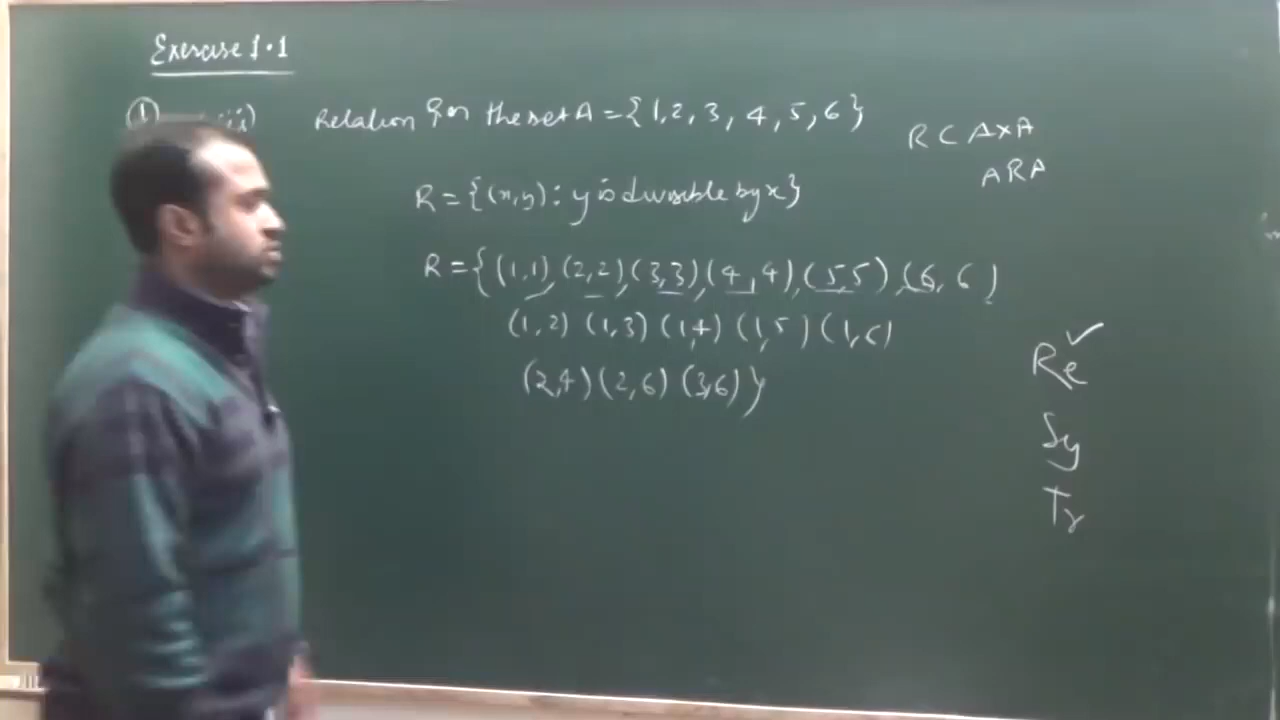 Exercise 1.1
① ii) Relation R on the set A = {1, 2, 3, 4, 5, 6}
R ⊂ A×A
ARA
R = {(x,y) : y is divisible by x}
R = {(1,1), (2,2), (3,3), (4,4), (5,5), (6,6)
(1,2) (1,3) (1,4) (1,5) (1,6)
(2,4) (2,6) (3,6)}
Re ✓
Sy
Tr